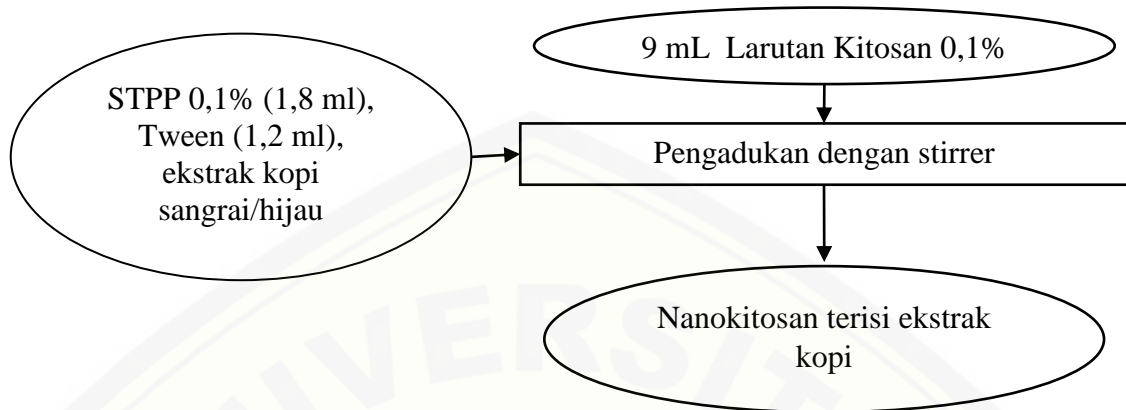 9 mL Larutan Kitosan 0,1%
STPP 0,1% (1,8 ml),
Tween (1,2 ml),
ekstrak kopi
sangrai/hijau
Pengadukan dengan stirrer
Nanokitosan terisi ekstrak
kopi
UNIVERSIT